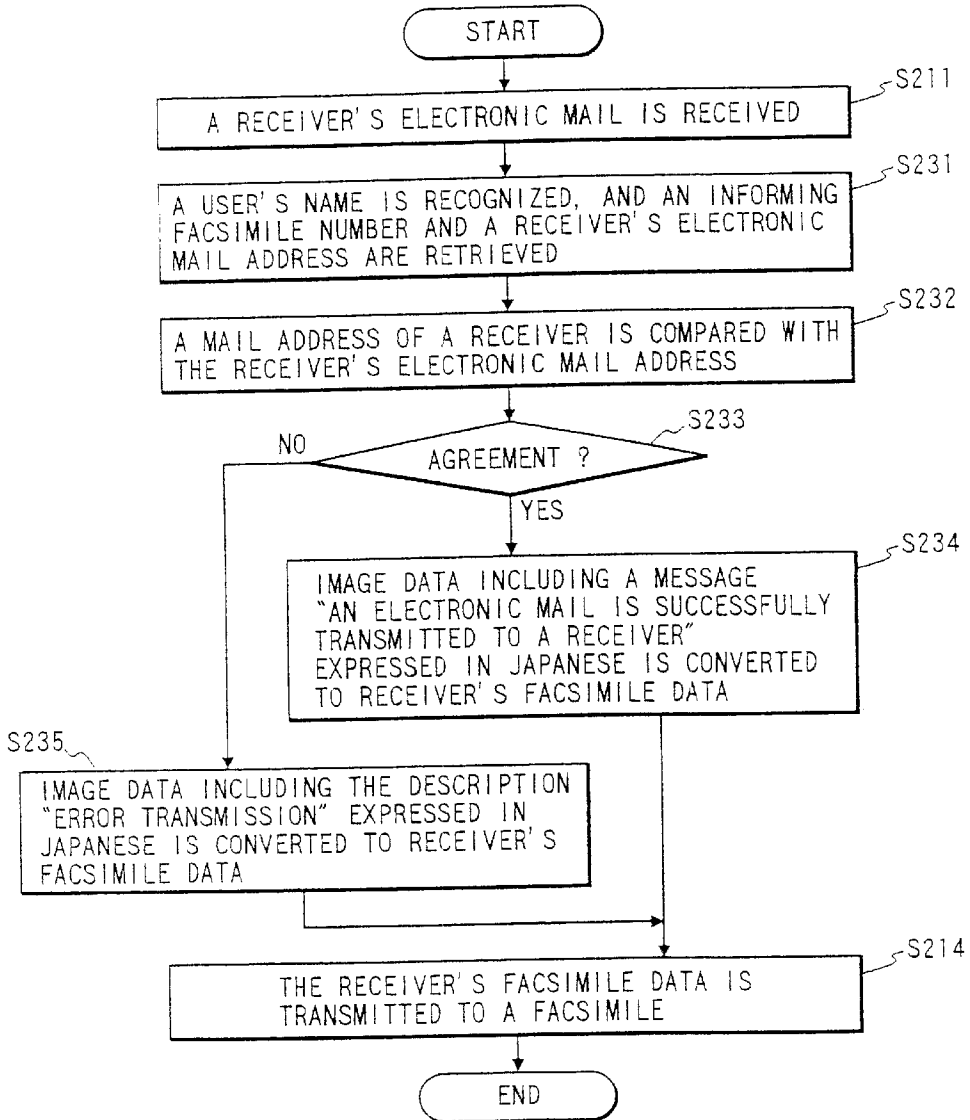 START
S211
A RECEIVER'S ELECTRONIC MAIL IS RECEIVED
S231
A USER'S NAME IS RECOGNIZED, AND AN INFORMING
FACSIMILE NUMBER AND A RECEIVER'S ELECTRONIC
MAIL ADDRESS ARE RETRIEVED
S232
A MAIL ADDRESS OF A RECEIVER IS COMPARED WITH
THE RECEIVER'S ELECTRONIC MAIL ADDRESS
S233
NO
AGREEMENT ?
YES
S234
IMAGE DATA INCLUDING A MESSAGE
"AN ELECTRONIC MAIL IS SUCCESSFULLY
TRANSMITTED TO A RECEIVER"
EXPRESSED IN JAPANESE IS CONVERTED
TO RECEIVER'S FACSIMILE DATA
S235
IMAGE DATA INCLUDING THE DESCRIPTION
"ERROR TRANSMISSION" EXPRESSED IN
JAPANESE IS CONVERTED TO RECEIVER'S
FACSIMILE DATA
S214
THE RECEIVER'S FACSIMILE DATA IS
TRANSMITTED TO A FACSIMILE
END